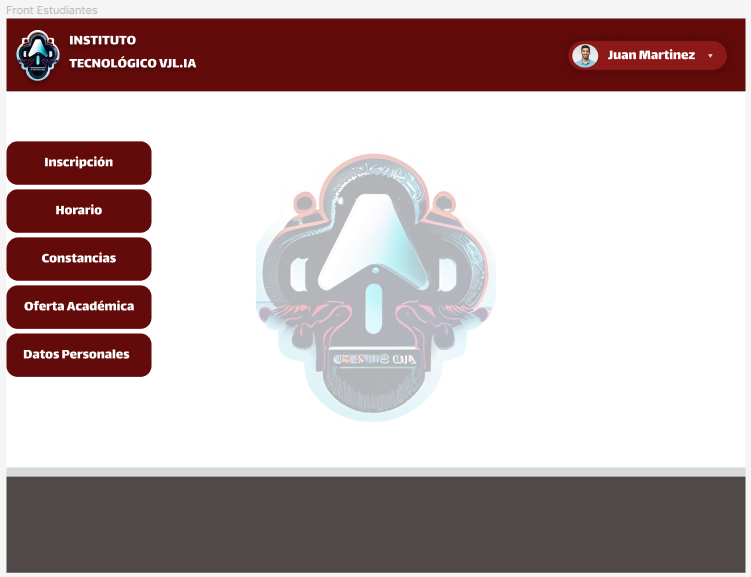 Front Estudiantes
INSTITUTO
TECNOLÓGICO VJL.IA
Juan Martinez
Inscripción
Horario
Constancias
Oferta Académica
Datos Personales